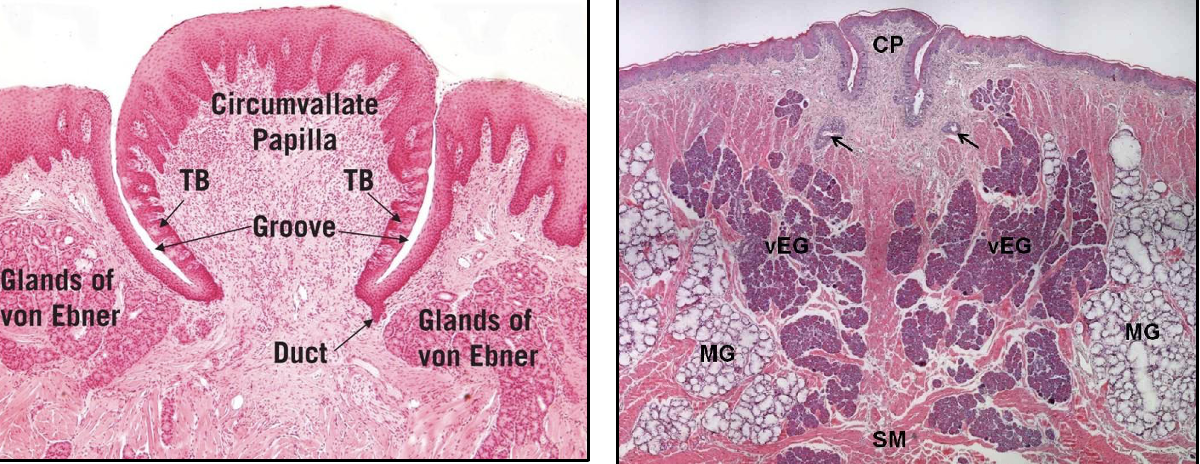 Circumvallate
Papilla
TB
TB
Groove
Glands of
von Ebner
Glands of
von Ebner
Duct
CP
vEG
vEG
MG
MG
SM